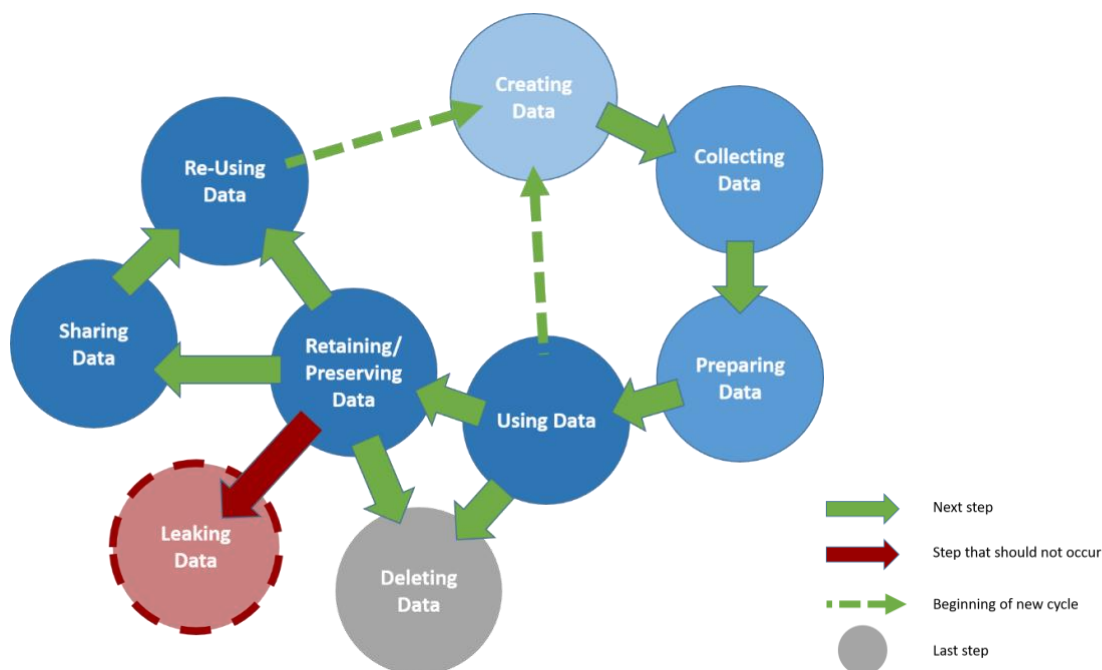 Creating
Data
Collecting
Data
Re-Using
Data
Sharing
Data
Retaining/
Preserving
Data
Using Data
Preparing
Data
Leaking
Data
Deleting
Data
Next step
Step that should not occur
Beginning of new cycle
Last step